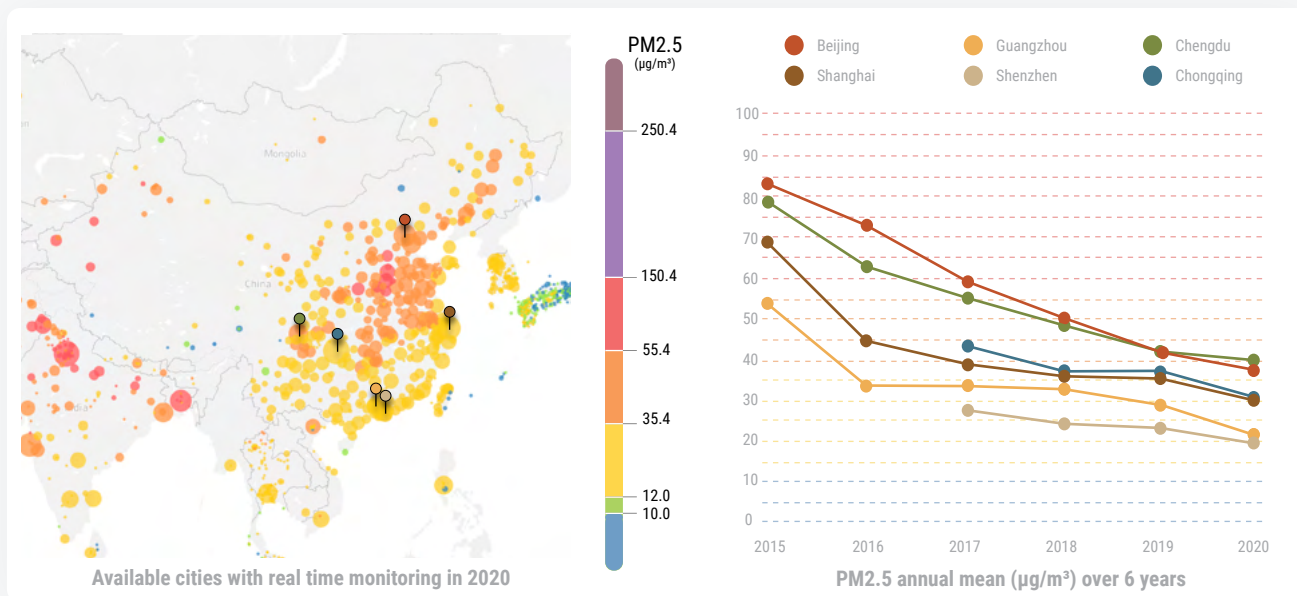 PM2.5
(µg/m³)
250.4
150.4
55.4
35.4
12.0
10.0
Mongolia
China
Available cities with real time monitoring in 2020
Beijing
Guangzhou
Chengdu
Shanghai
Shenzhen
Chongqing
100
90
80
70
60
50
40
30
20
10
0
2015
2016
2017
2018
2019
2020
PM2.5 annual mean (µg/m³) over 6 years